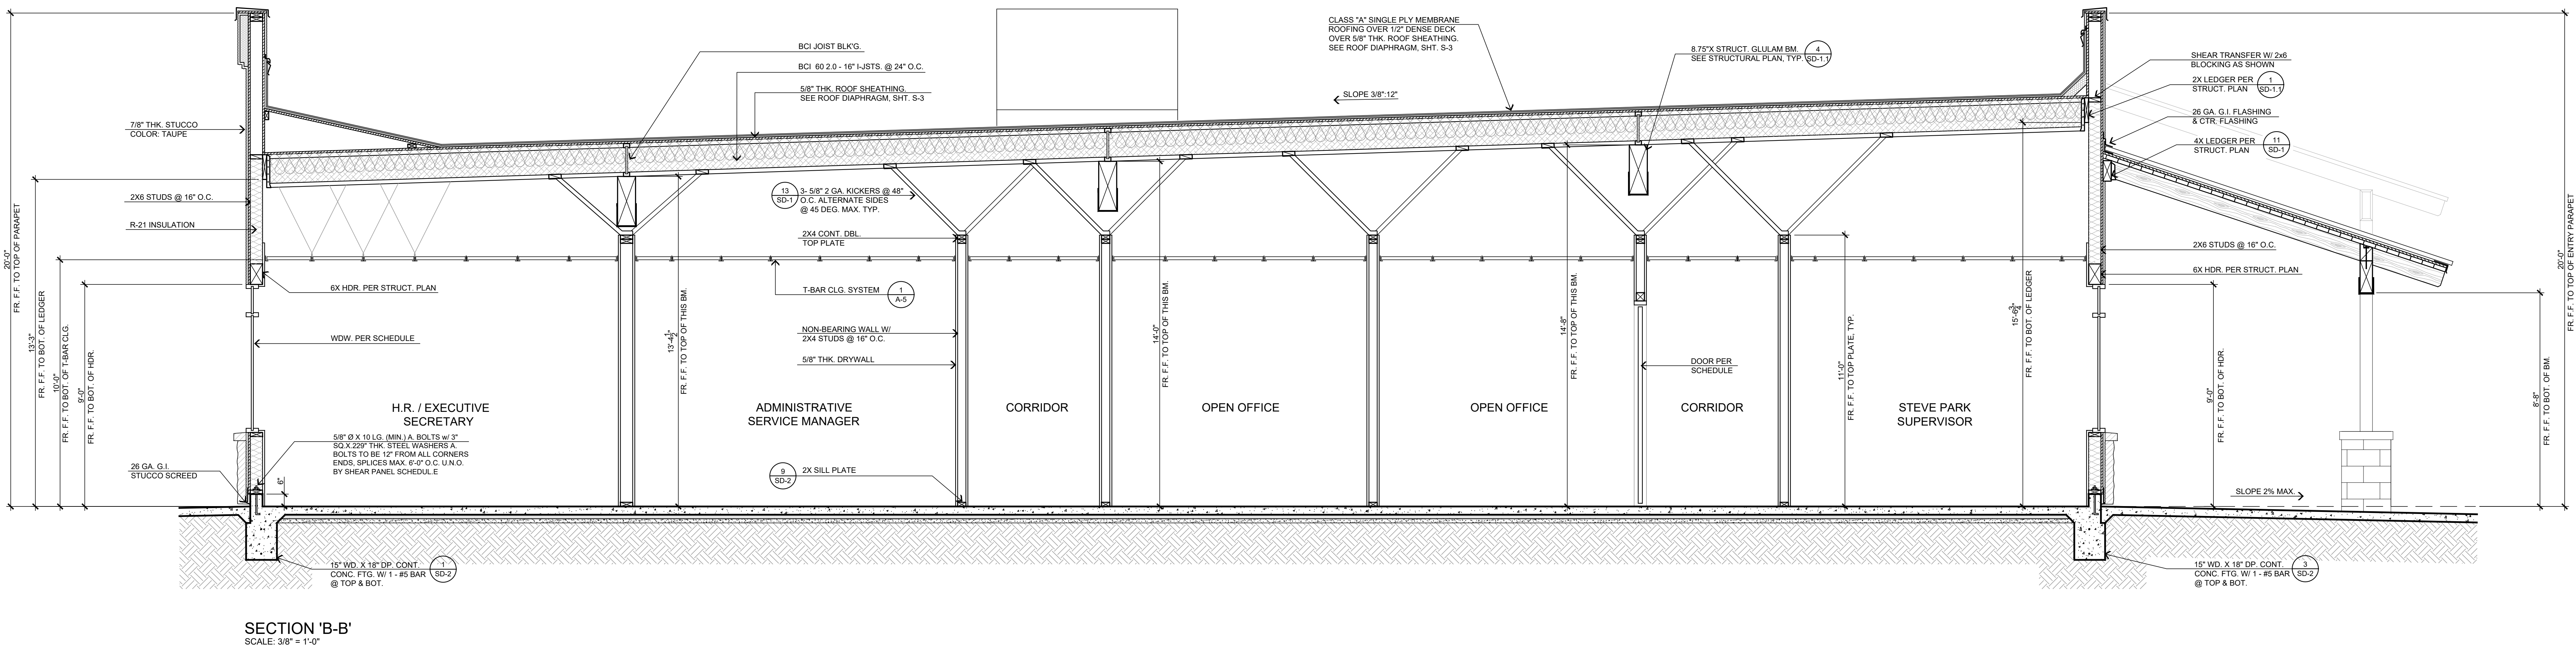 20'-0"
FR. F.F. TO TOP OF PARAPET
13'-3"
FR. F.F. TO BOT. OF LEDGER
10'-0"
FR. F.F. TO BOT. OF T-BAR CLG.
9'-0"
FR. F.F. TO BOT. OF HDR.
7/8" THK. STUCCO
COLOR: TAUPE
2X6 STUDS @ 16" O.C.
R-21 INSULATION
26 GA. G.I.
STUCCO SCREED
6X HDR. PER STRUCT. PLAN
WDW. PER SCHEDULE
H.R. / EXECUTIVE
SECRETARY
5/8" Ø X 10 LG. (MIN.) A. BOLTS w/ 3"
SQ.X.229" THK. STEEL WASHERS A.
BOLTS TO BE 12" FROM ALL CORNERS
ENDS, SPLICES MAX. 6'-0" O.C. U.N.O.
BY SHEAR PANEL SCHEDUL.E
6"
15" WD. X 18" DP. CONT.
CONC. FTG. W/ 1 - #5 BAR
@ TOP & BOT.
1
SD-2
BCI JOIST BLK'G.
BCI 60 2.0 - 16" I-JSTS. @ 24" O.C.
5/8" THK. ROOF SHEATHING.
SEE ROOF DIAPHRAGM, SHT. S-3
13
SD-1
3- 5/8" 2 GA. KICKERS @ 48"
O.C. ALTERNATE SIDES
@ 45 DEG. MAX. TYP.
2X4 CONT. DBL.
TOP PLATE
T-BAR CLG. SYSTEM
1
A-5
NON-BEARING WALL W/
2X4 STUDS @ 16" O.C.
5/8" THK. DRYWALL
13'-4 1/2"
FR. F.F. TO TOP OF THIS BM.
ADMINISTRATIVE
SERVICE MANAGER
9
SD-2
2X SILL PLATE
CORRIDOR
14'-0"
FR. F.F. TO TOP OF THIS BM.
OPEN OFFICE
CLASS "A" SINGLE PLY MEMBRANE
ROOFING OVER 1/2" DENSE DECK
OVER 5/8" THK. ROOF SHEATHING.
SEE ROOF DIAPHRAGM, SHT. S-3
SLOPE 3/8":12"
8.75"X STRUCT. GLULAM BM.
SEE STRUCTURAL PLAN, TYP.
4
SD-1.1
OPEN OFFICE
14'-8"
FR. F.F. TO TOP OF THIS BM.
DOOR PER
SCHEDULE
CORRIDOR
11'-0"
FR. F.F. TO TOP PLATE, TYP.
STEVE PARK
SUPERVISOR
15'-6 3/4"
FR. F.F. TO BOT. OF LEDGER
SHEAR TRANSFER W/ 2x6
BLOCKING AS SHOWN
2X LEDGER PER
STRUCT. PLAN
1
SD-1.1
26 GA. G.I. FLASHING
& CTR. FLASHING
4X LEDGER PER
STRUCT. PLAN
11
SD-1
2X6 STUDS @ 16" O.C.
6X HDR. PER STRUCT. PLAN
9'-0"
FR. F.F. TO BOT. OF HDR.
SLOPE 2% MAX.
8'-8"
FR. F.F. TO BOT. OF BM.
20'-0"
FR. F.F. TO TOP OF ENTRY PARAPET
15" WD. X 18" DP. CONT.
CONC. FTG. W/ 1 - #5 BAR
@ TOP & BOT.
3
SD-2
SECTION 'B-B'
SCALE: 3/8" = 1'-0"